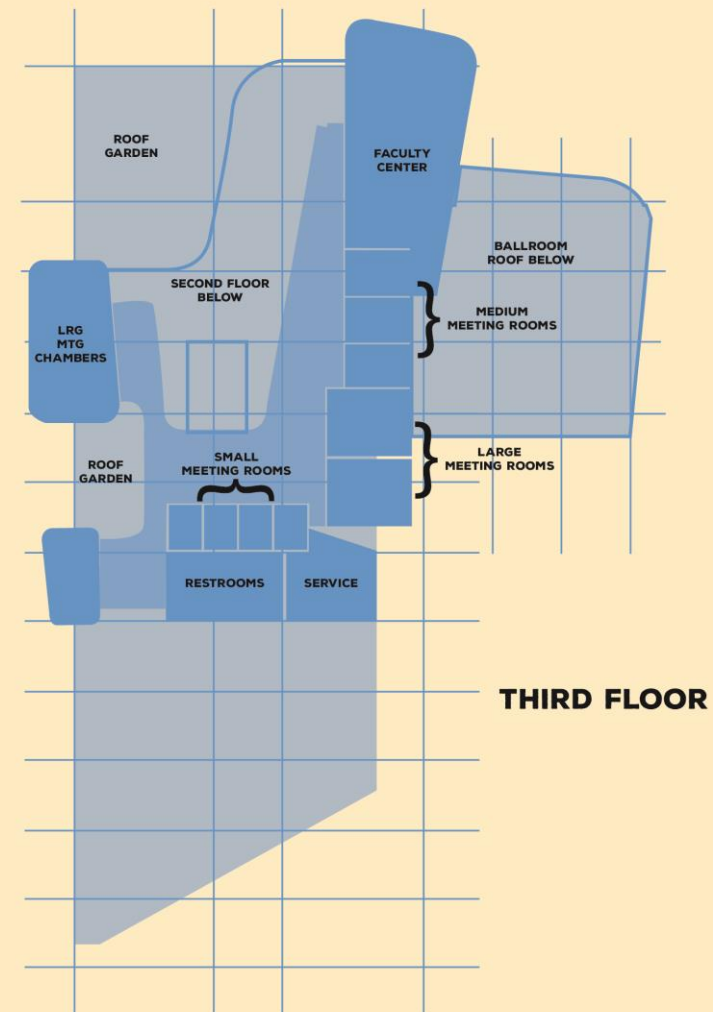 ROOF
GARDEN
FACULTY
CENTER
BALLROOM
ROOF BELOW
SECOND FLOOR
BELOW
MEDIUM
MEETING ROOMS
LRG
MTG
CHAMBERS
LARGE
MEETING ROOMS
SMALL
MEETING ROOMS
ROOF
GARDEN
RESTROOMS
SERVICE
THIRD FLOOR